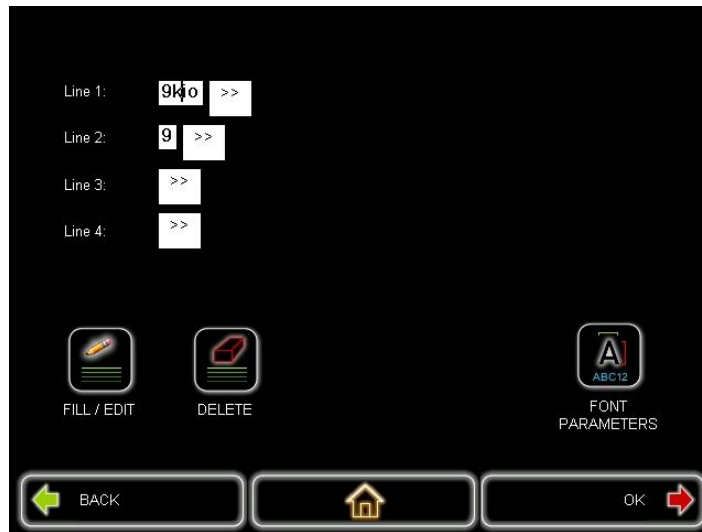 Line 1: 9kio >>
Line 2: 9 >>
Line 3: >>
Line 4: >>
FILL / EDIT
DELETE
A
ABC12
FONT
PARAMETERS
BACK
OK